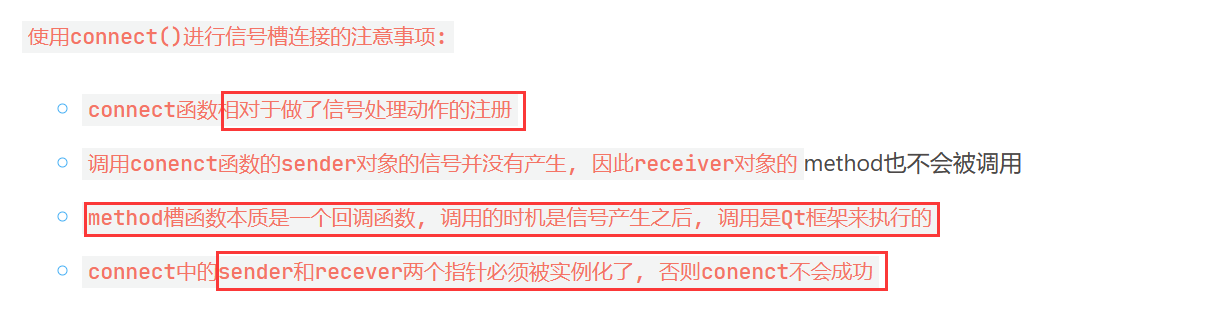 使用connect()进行信号槽连接的注意事项:
connect函数相对于做了信号处理动作的注册
调用conenct函数的sender对象的信号并没有产生, 因此receiver对象的method也不会被调用
method槽函数本质是一个回调函数, 调用的时机是信号产生之后, 调用是Qt框架来执行的
connect中的sender和recever两个指针必须被实例化了, 否则conenct不会成功